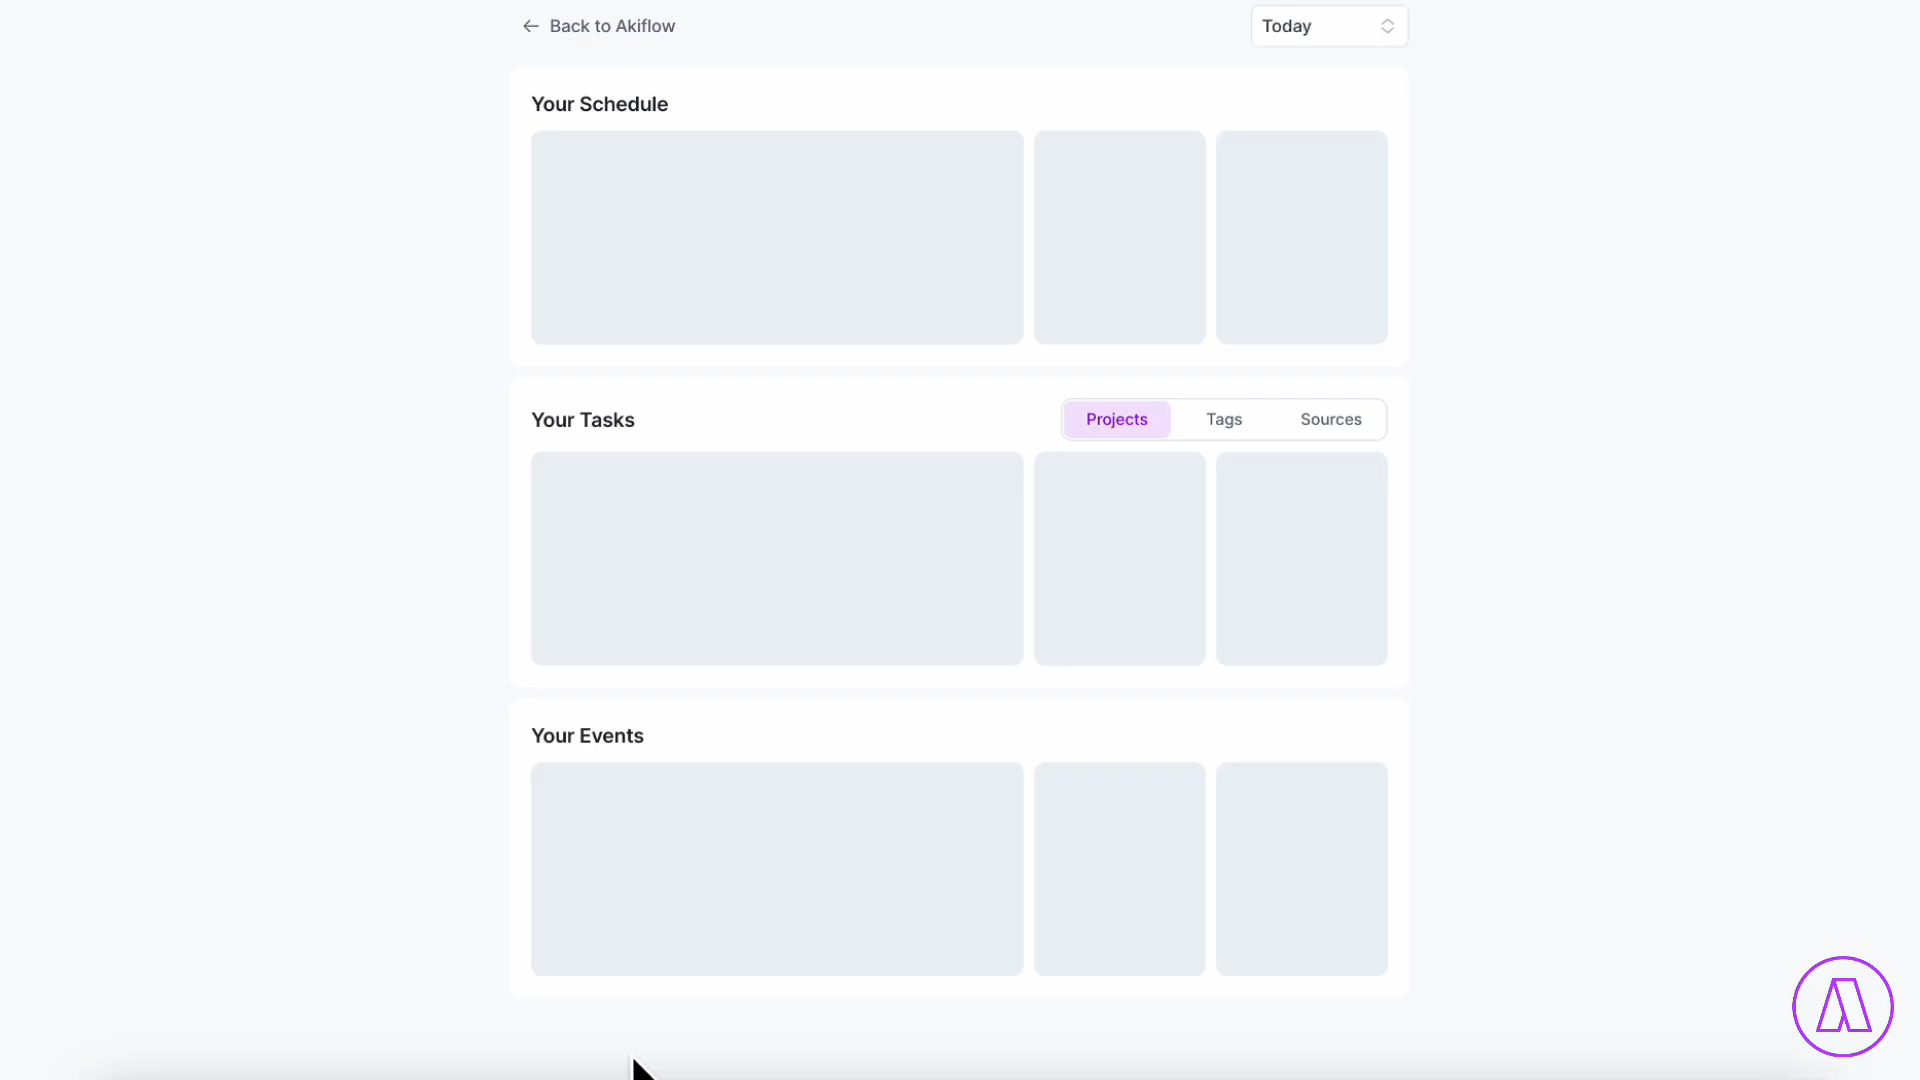 Back to Akiflow
Today
Your Schedule
Your Tasks
Projects
Tags
Sources
Your Events